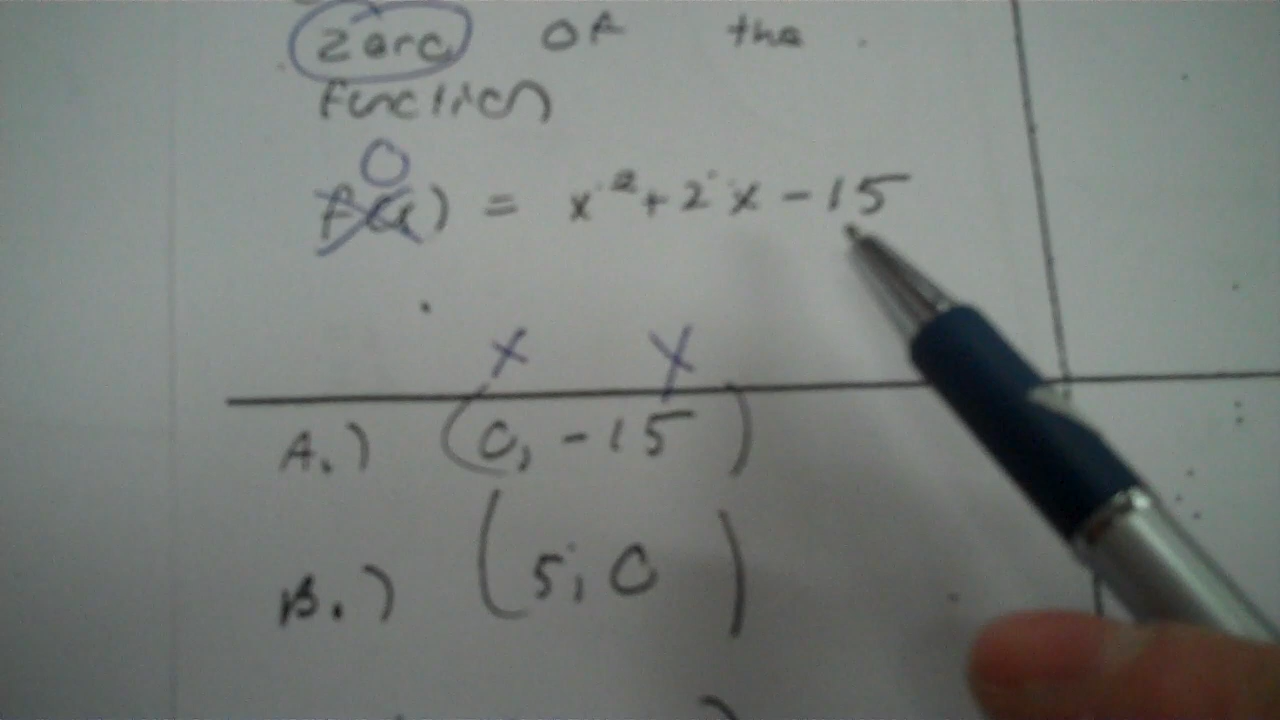 zero of the
function
0
f(x) = x²+2x-15
x y
A.) (0, -15)
B.) (5, 0)